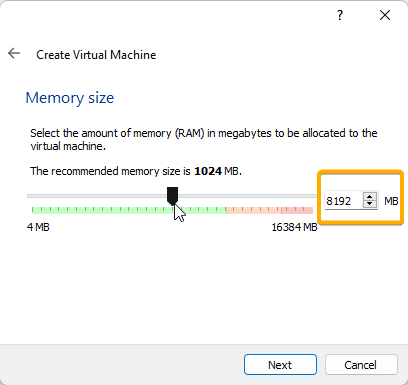 ?
Create Virtual Machine
Memory size
Select the amount of memory (RAM) in megabytes to be allocated to the
virtual machine.
The recommended memory size is 1024 MB.
8192 MB
4 MB 16384 MB
Next Cancel